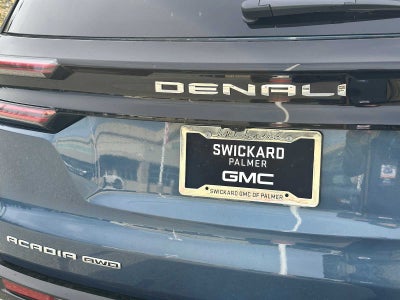 DENALI
SWICKARD
PALMER
GMC
SWICKARD GMC OF PALMER
ACADIA AWD